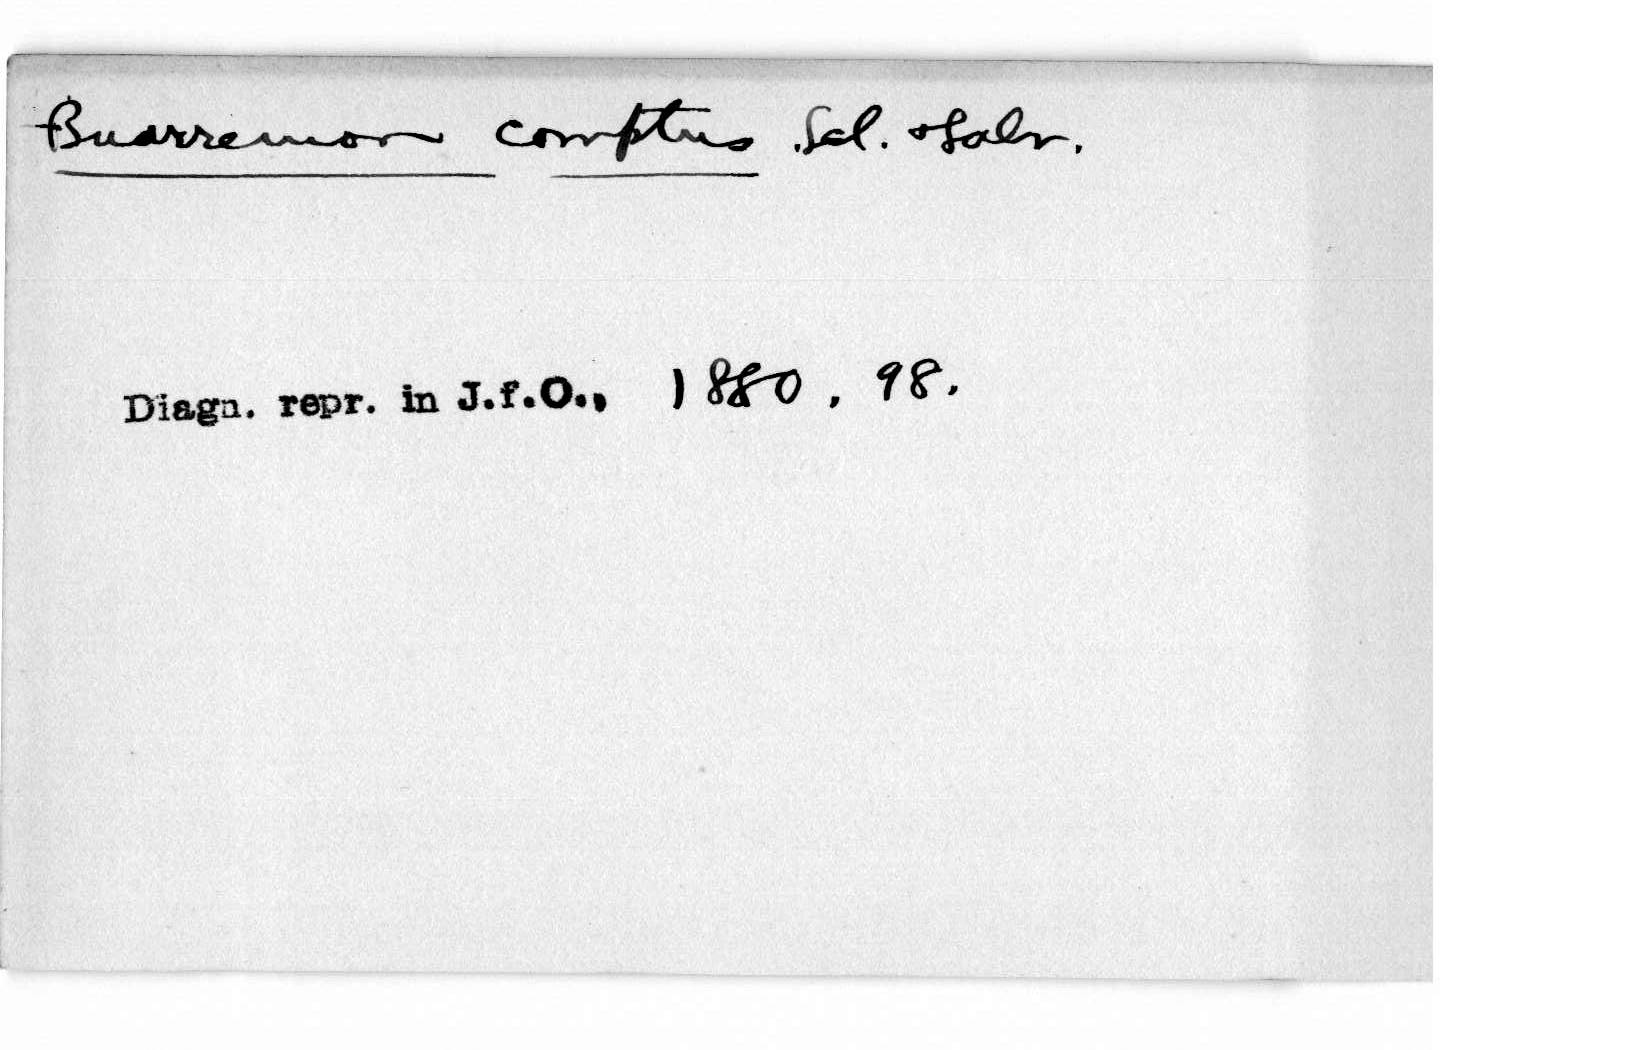 Buarremon comptus Scl. & Salv.
Diagn. repr. in J.f.O., 1880, 98.